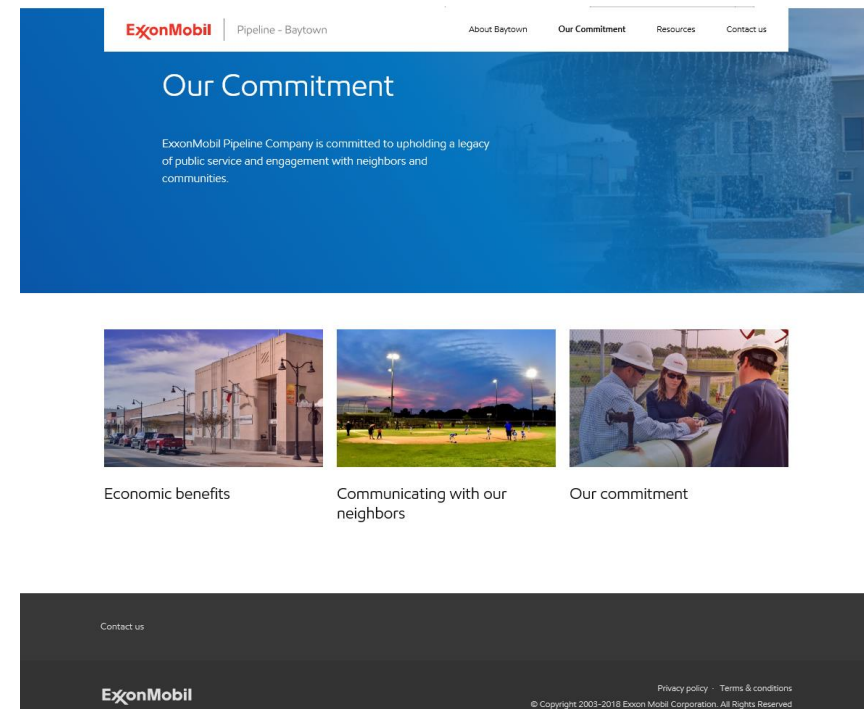 ExxonMobil
Pipeline - Baytown
About Baytown
Our Commitment
Resources
Contact us
Our Commitment
ExxonMobil Pipeline Company is committed to upholding a legacy
of public service and engagement with neighbors and
communities.
Economic benefits
Communicating with our
neighbors
Our commitment
Contact us
ExxonMobil
Privacy policy · Terms & conditions
© Copyright 2003-2018 Exxon Mobil Corporation. All Rights Reserved